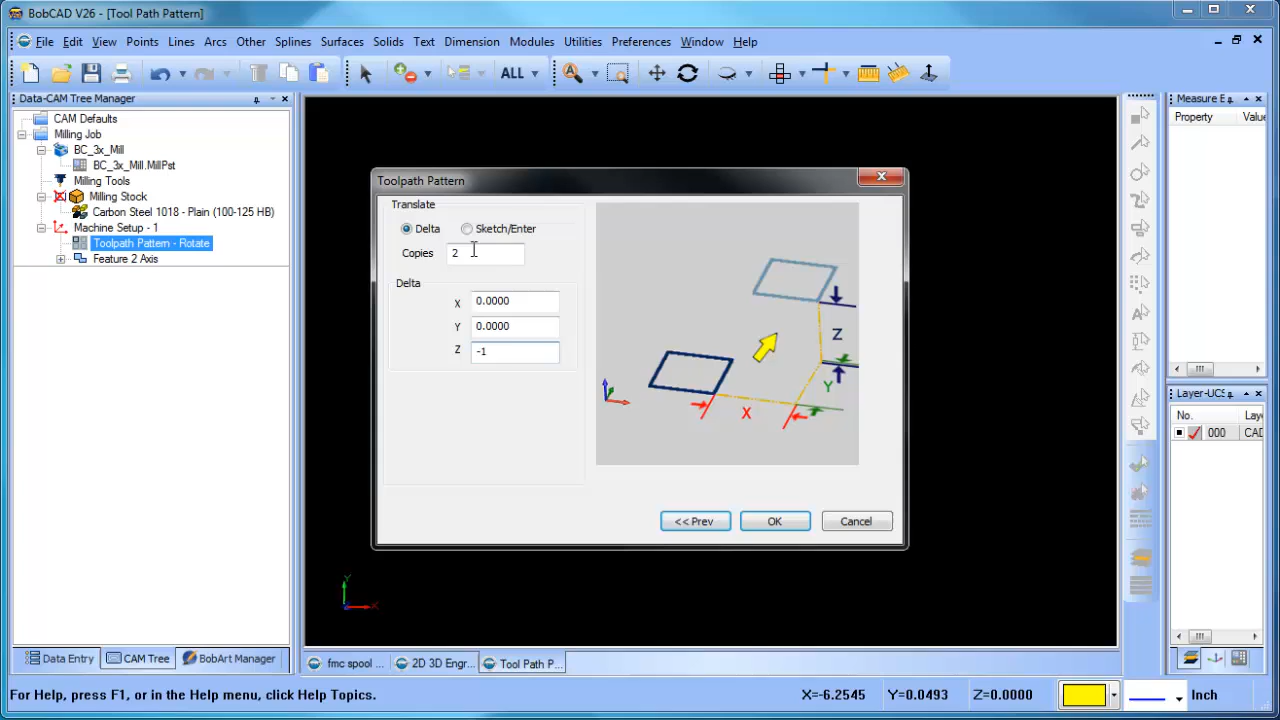 BobCAD V26 - [Tool Path Pattern]
File Edit View Points Lines Arcs Other Splines Surfaces Solids Text Dimension Modules Utilities Preferences Window Help
ALL
Data-CAM Tree Manager
CAM Defaults
Milling Job
BC_3x_Mill
BC_3x_Mill.MillPst
Milling Tools
Milling Stock
Carbon Steel 1018 - Plain (100-125 HB)
Machine Setup - 1
Toolpath Pattern - Rotate
Feature 2 Axis
Data Entry CAM Tree BobArt Manager
Toolpath Pattern
Translate
Delta Sketch/Enter
Copies 2
Delta
X 0.0000
Y 0.0000
Z -1
Z
Y
X
<< Prev OK Cancel
Y
X
fmc spool ... 2D 3D Engr... Tool Path P...
Measure E
Property Value
Layer-UCS
No. Laye
000 CAD
For Help, press F1, or in the Help menu, click Help Topics.
X=-6.2545 Y=0.0493 Z=0.0000 Inch